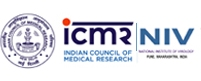 icmr
INDIAN COUNCIL OF
MEDICAL RESEARCH
NIV
NATIONAL INSTITUTE OF VIROLOGY
PUNE, MAHARASHTRA, INDIA